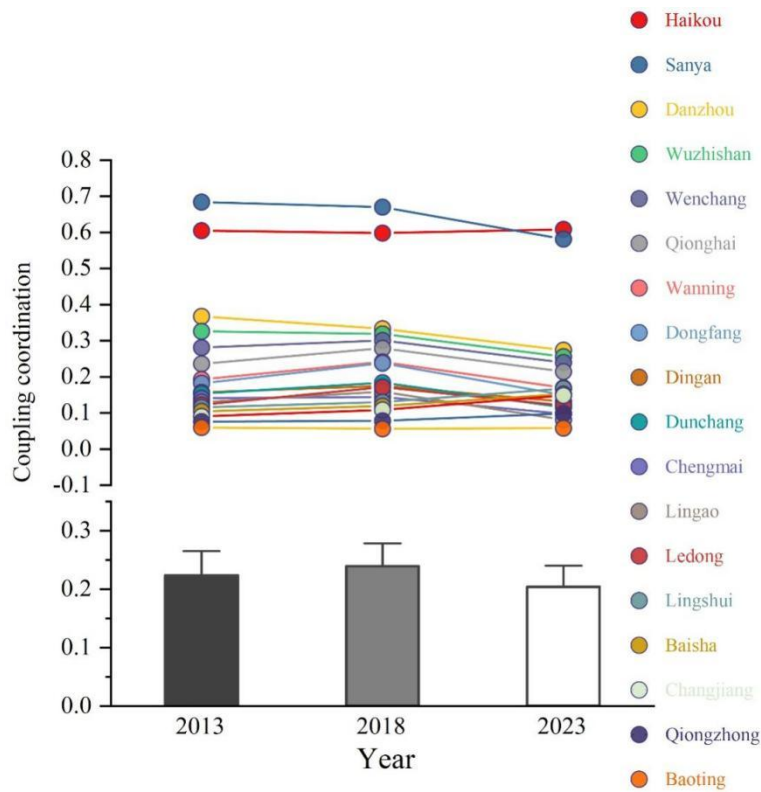 Haikou
Sanya
Danzhou
Wuzhishan
Wenchang
Qionghai
Wanning
Dongfang
Dingan
Dunchang
Chengmai
Lingao
Ledong
Lingshui
Baisha
Changjiang
Qiongzhong
Baoting
Coupling coordination
0.8
0.7
0.6
0.5
0.4
0.3
0.2
0.1
0.0
-0.1
0.3
0.2
0.1
0.0
2013 2018 2023
Year